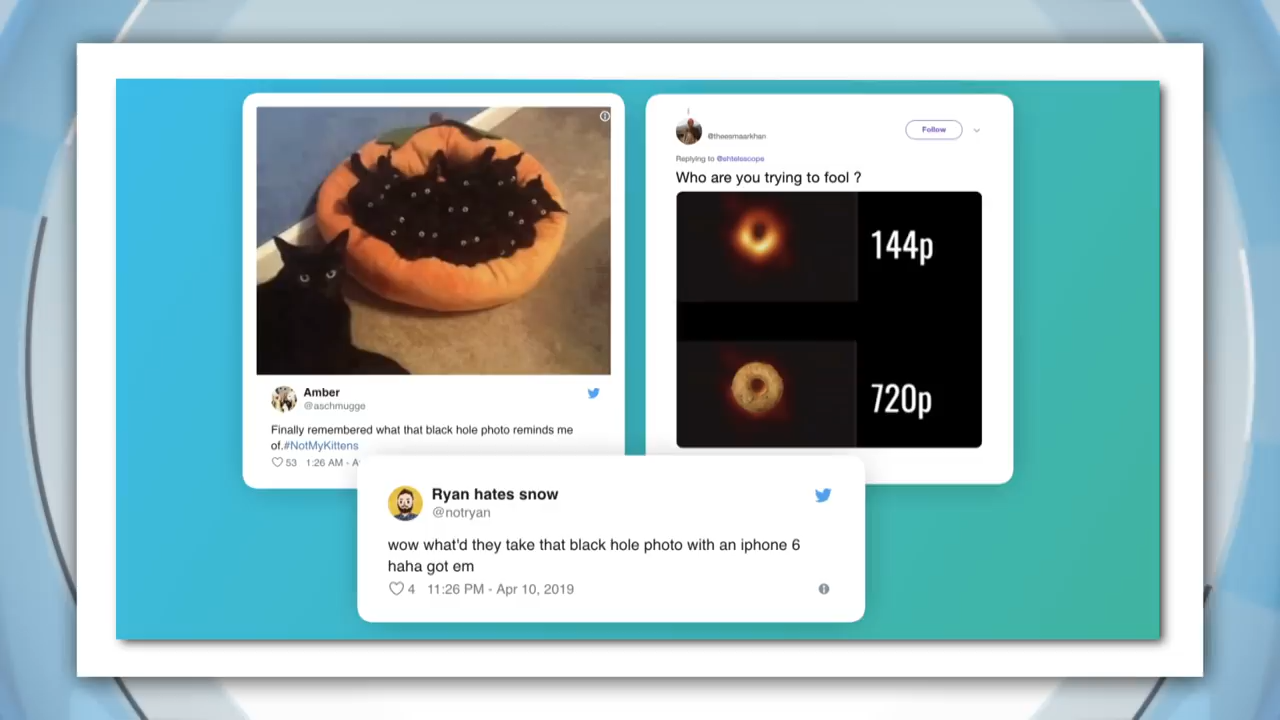 Amber
@aschmugge
Finally remembered what that black hole photo reminds me
of.#NotMyKittens
53 1:26 AM - A
@theesmaarkhan
Follow
Replying to @ehtelescope
Who are you trying to fool ?
144p
720p
Ryan hates snow
@notryan
wow what'd they take that black hole photo with an iphone 6
haha got em
4 11:26 PM - Apr 10, 2019